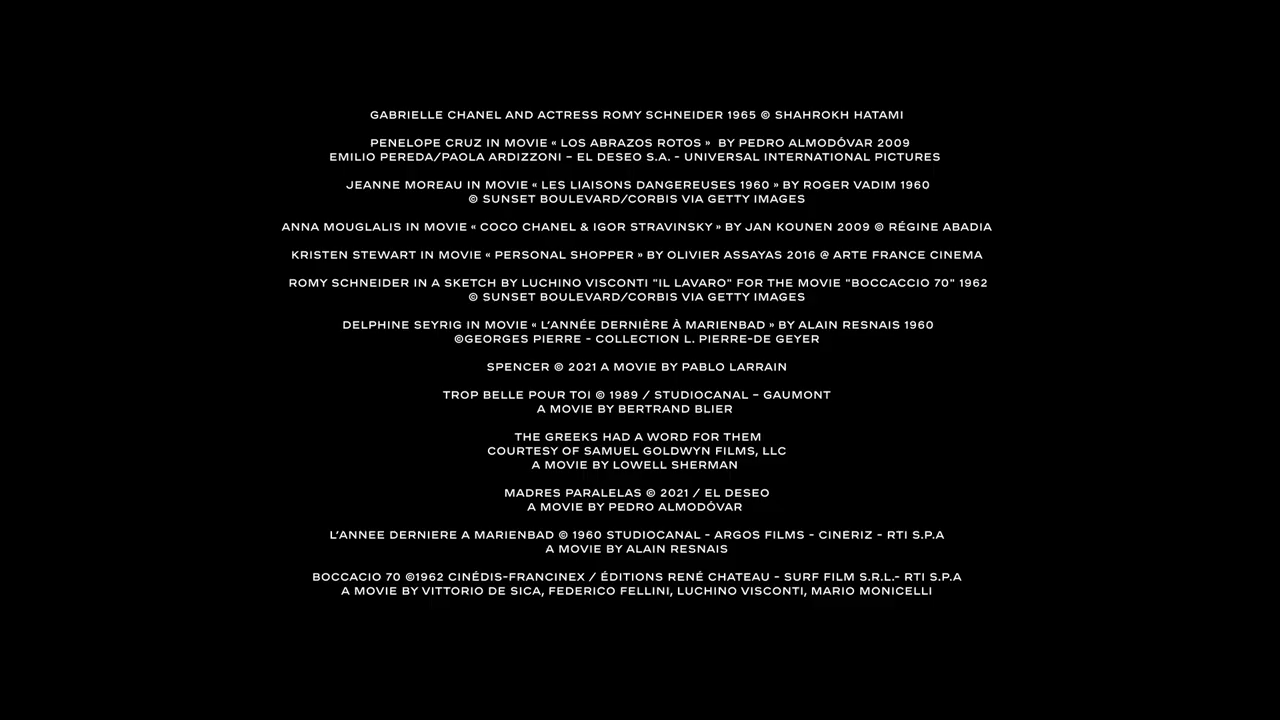 GABRIELLE CHANEL AND ACTRESS ROMY SCHNEIDER 1965 © SHAHROKH HATAMI
PENELOPE CRUZ IN MOVIE « LOS ABRAZOS ROTOS » BY PEDRO ALMODÓVAR 2009
EMILIO PEREDA/PAOLA ARDIZZONI – EL DESEO S.A. - UNIVERSAL INTERNATIONAL PICTURES
JEANNE MOREAU IN MOVIE « LES LIAISONS DANGEREUSES 1960 » BY ROGER VADIM 1960
© SUNSET BOULEVARD/CORBIS VIA GETTY IMAGES
ANNA MOUGLALIS IN MOVIE « COCO CHANEL & IGOR STRAVINSKY » BY JAN KOUNEN 2009 © RÉGINE ABADIA
KRISTEN STEWART IN MOVIE « PERSONAL SHOPPER » BY OLIVIER ASSAYAS 2016 @ ARTE FRANCE CINEMA
ROMY SCHNEIDER IN A SKETCH BY LUCHINO VISCONTI "IL LAVARO" FOR THE MOVIE "BOCCACCIO 70" 1962
© SUNSET BOULEVARD/CORBIS VIA GETTY IMAGES
DELPHINE SEYRIG IN MOVIE « L'ANNÉE DERNIÈRE À MARIENBAD » BY ALAIN RESNAIS 1960
©GEORGES PIERRE - COLLECTION L. PIERRE-DE GEYER
SPENCER © 2021 A MOVIE BY PABLO LARRAIN
TROP BELLE POUR TOI © 1989 / STUDIOCANAL – GAUMONT
A MOVIE BY BERTRAND BLIER
THE GREEKS HAD A WORD FOR THEM
COURTESY OF SAMUEL GOLDWYN FILMS, LLC
A MOVIE BY LOWELL SHERMAN
MADRES PARALELAS © 2021 / EL DESEO
A MOVIE BY PEDRO ALMODÓVAR
L'ANNEE DERNIERE A MARIENBAD © 1960 STUDIOCANAL - ARGOS FILMS - CINERIZ - RTI S.P.A
A MOVIE BY ALAIN RESNAIS
BOCCACIO 70 ©1962 CINÉDIS-FRANCINEX / ÉDITIONS RENÉ CHATEAU - SURF FILM S.R.L.- RTI S.P.A
A MOVIE BY VITTORIO DE SICA, FEDERICO FELLINI, LUCHINO VISCONTI, MARIO MONICELLI